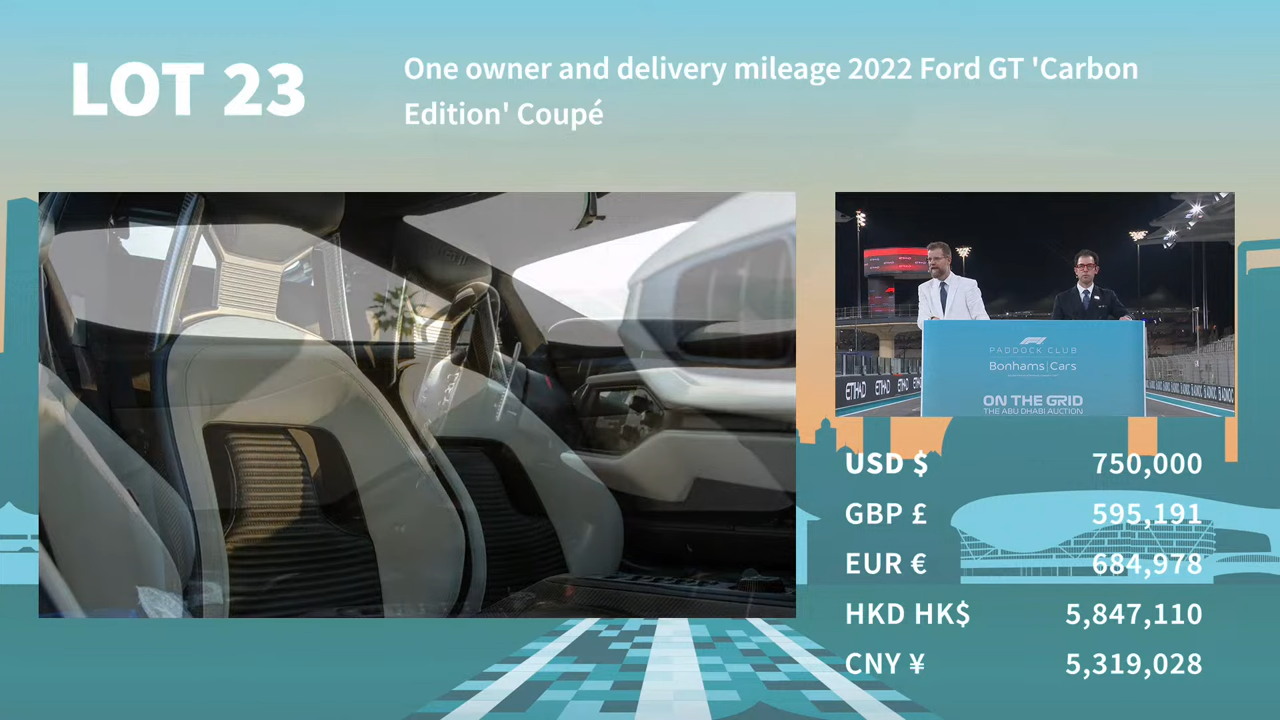 LOT 23
One owner and delivery mileage 2022 Ford GT 'Carbon
Edition' Coupé
PADDOCK CLUB
Bonhams|Cars
ON THE GRID
THE ABU DHABI AUCTION
ETIHAD
ETIHAD
USD $ 750,000
GBP £ 595,191
EUR € 684,978
HKD HK$ 5,847,110
CNY ¥ 5,319,028